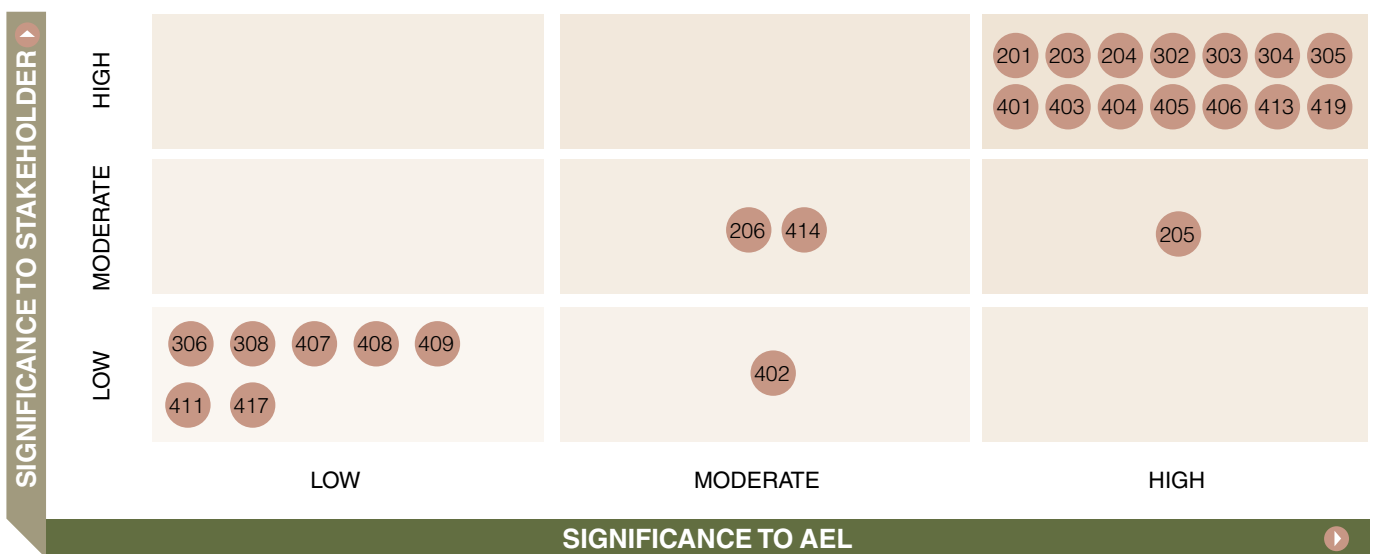 SIGNIFICANCE TO STAKEHOLDER
HIGH
201 203 204 302 303 304 305
401 403 404 405 406 413 419
MODERATE
206 414
205
LOW
306 308 407 408 409
411 417
402
LOW MODERATE HIGH
SIGNIFICANCE TO AEL